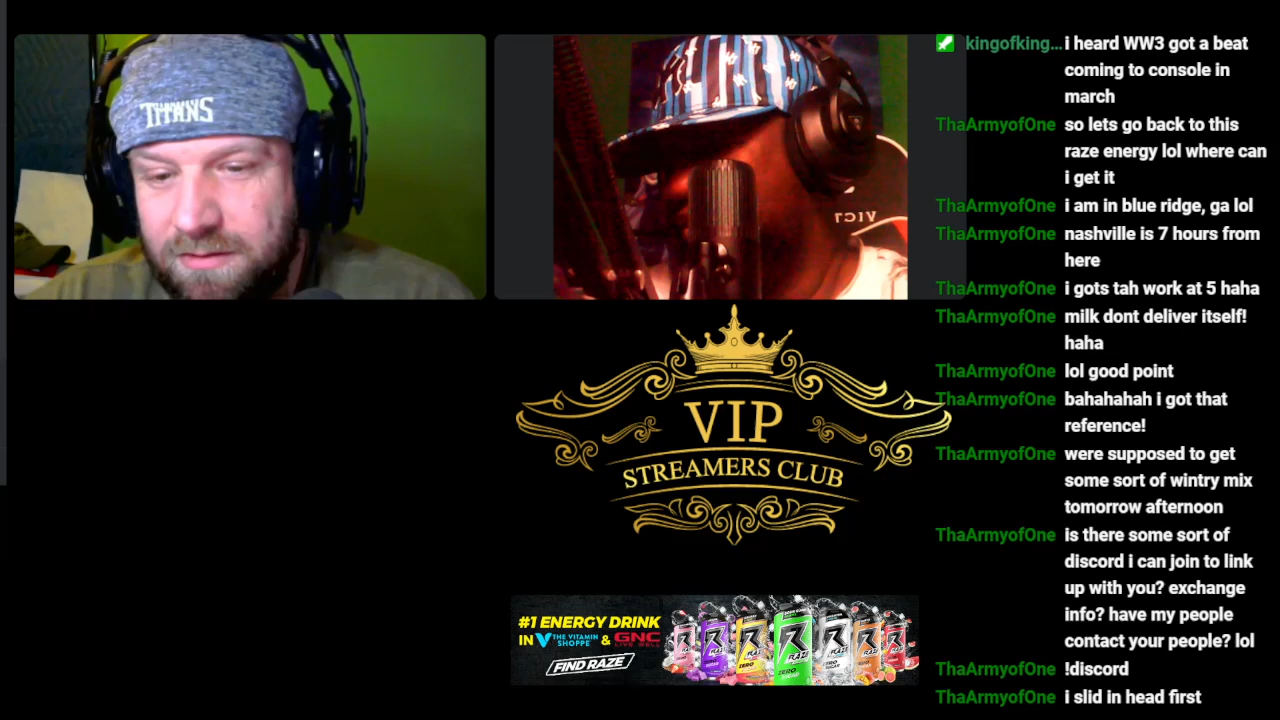 TITANS
VICT
kingofking... i heard WW3 got a beat
coming to console in
march
ThaArmyofOne so lets go back to this
raze energy lol where can
i get it
ThaArmyofOne i am in blue ridge, ga lol
ThaArmyofOne nashville is 7 hours from
here
ThaArmyofOne i gots tah work at 5 haha
ThaArmyofOne milk dont deliver itself!
haha
ThaArmyofOne lol good point
ThaArmyofOne bahahahah i got that
reference!
ThaArmyofOne were supposed to get
some sort of wintry mix
tomorrow afternoon
ThaArmyofOne is there some sort of
discord i can join to link
up with you? exchange
info? have my people
contact your people? lol
ThaArmyofOne !discord
ThaArmyofOne i slid in head first
VIP
STREAMERS CLUB
#1 ENERGY DRINK
IN THE VITAMIN SHOPPE & GNC
LIVE WELL
FIND RAZE